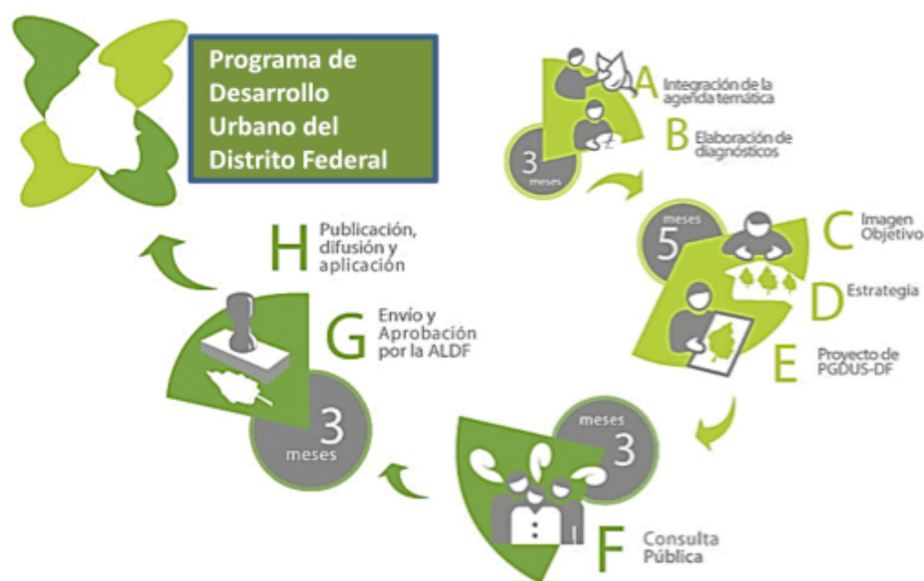 Programa de
Desarrollo
Urbano del
Distrito Federal
A
Integración de la
agenda temática
B
Elaboración de
diagnósticos
3
meses
meses
5
C
Imagen
Objetivo
D
Estrategia
E
Proyecto de
PGDUS-DF
meses
3
F
Consulta
Pública
3
meses
G
Envío y
Aprobación
por la ALDF
H
Publicación,
difusión y
aplicación